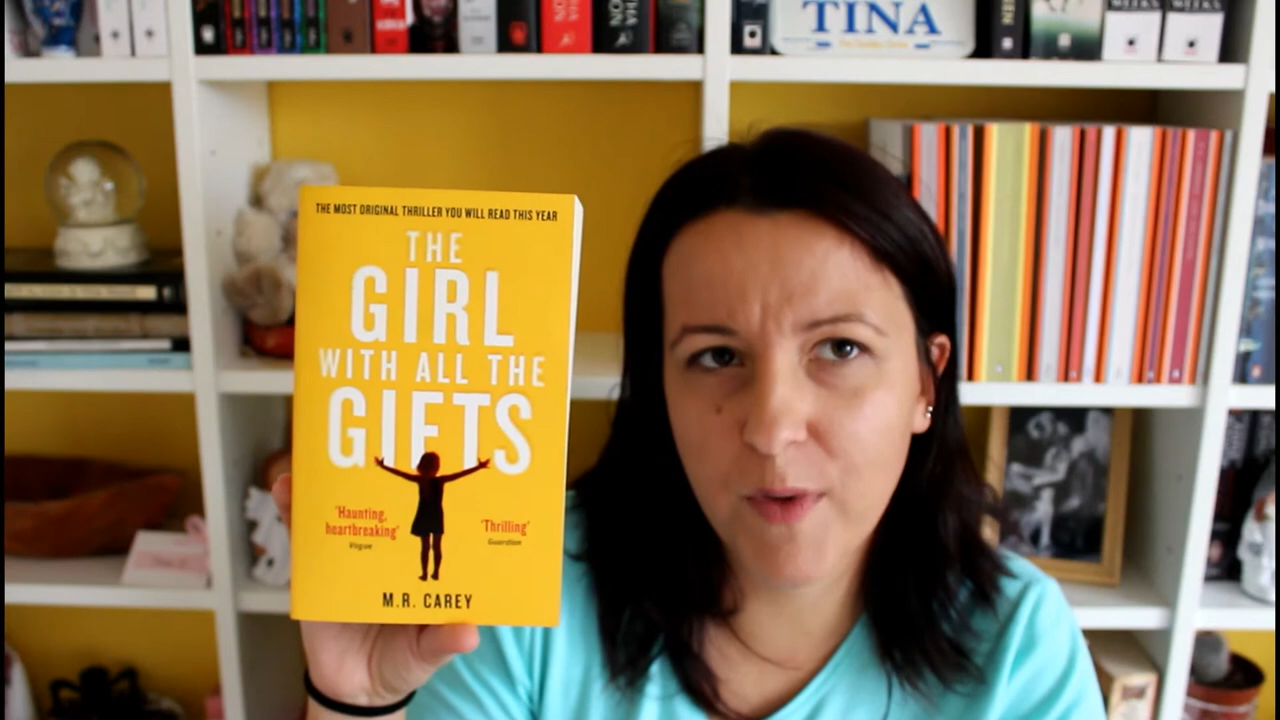 TINA
THE MOST ORIGINAL THRILLER YOU WILL READ THIS YEAR
THE
GIRL
WITH ALL THE
GIFTS
'Haunting,
heartbreaking'
Vogue
'Thrilling'
Guardian
M.R. CAREY